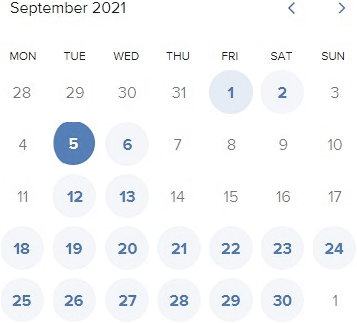 September 2021
MON TUE WED THU FRI SAT SUN
28 29 30 31 1 2 3
4 5 6 7 8 9 10
11 12 13 14 15 16 17
18 19 20 21 22 23 24
25 26 27 28 29 30 1